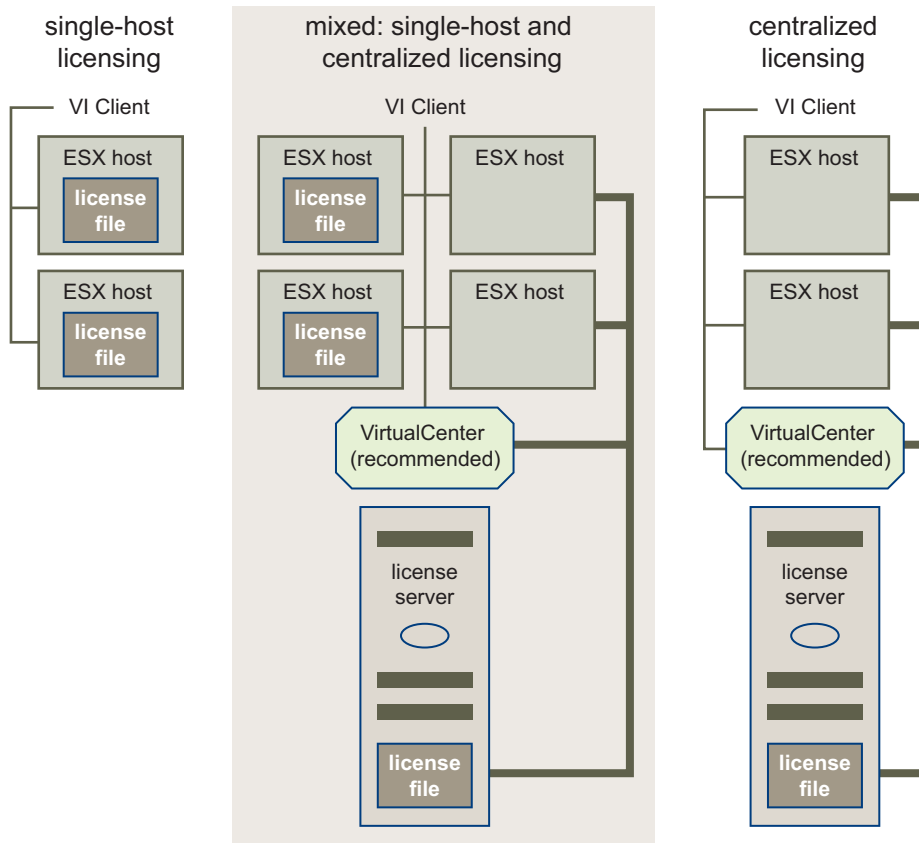 single-host
licensing
VI Client
ESX host
license
file
ESX host
license
file
mixed: single-host and
centralized licensing
VI Client
ESX host
license
file
ESX host
ESX host
license
file
ESX host
VirtualCenter
(recommended)
license
server
license
file
centralized
licensing
VI Client
ESX host
ESX host
VirtualCenter
(recommended)
license
server
license
file